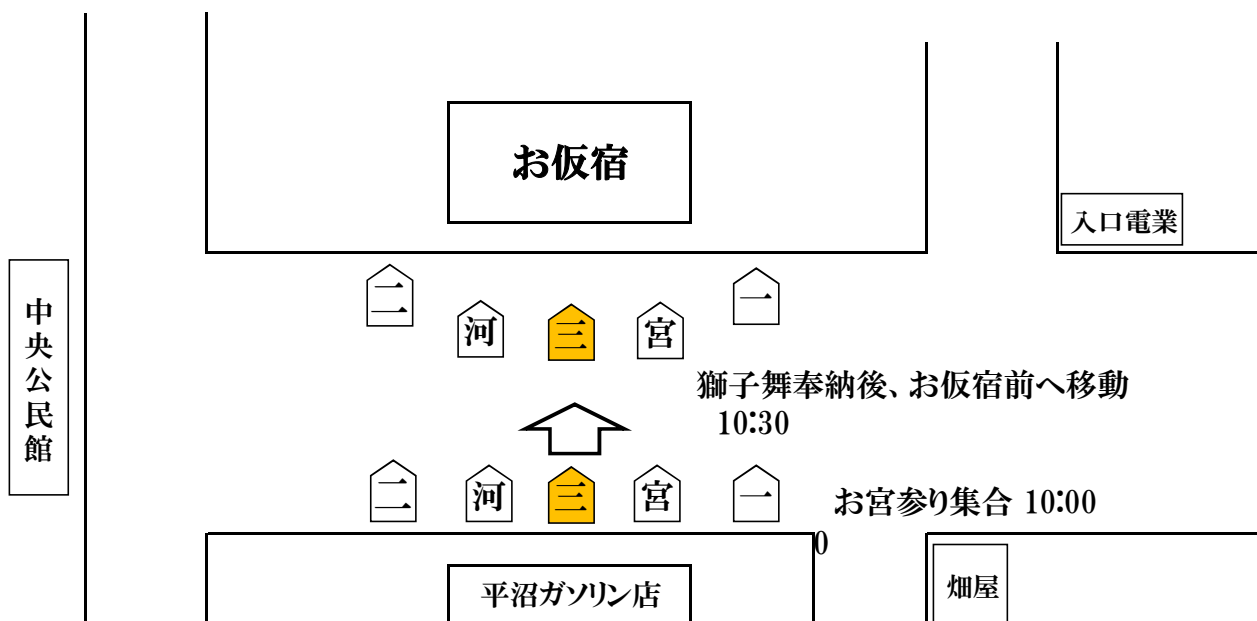 お仮宿
入口電業
中央公民館
二
河
三
宮
一
獅子舞奉納後、お仮宿前へ移動
10:30
二
河
三
宮
一
お宮参り集合 10:00
0
平沼ガソリン店
畑屋